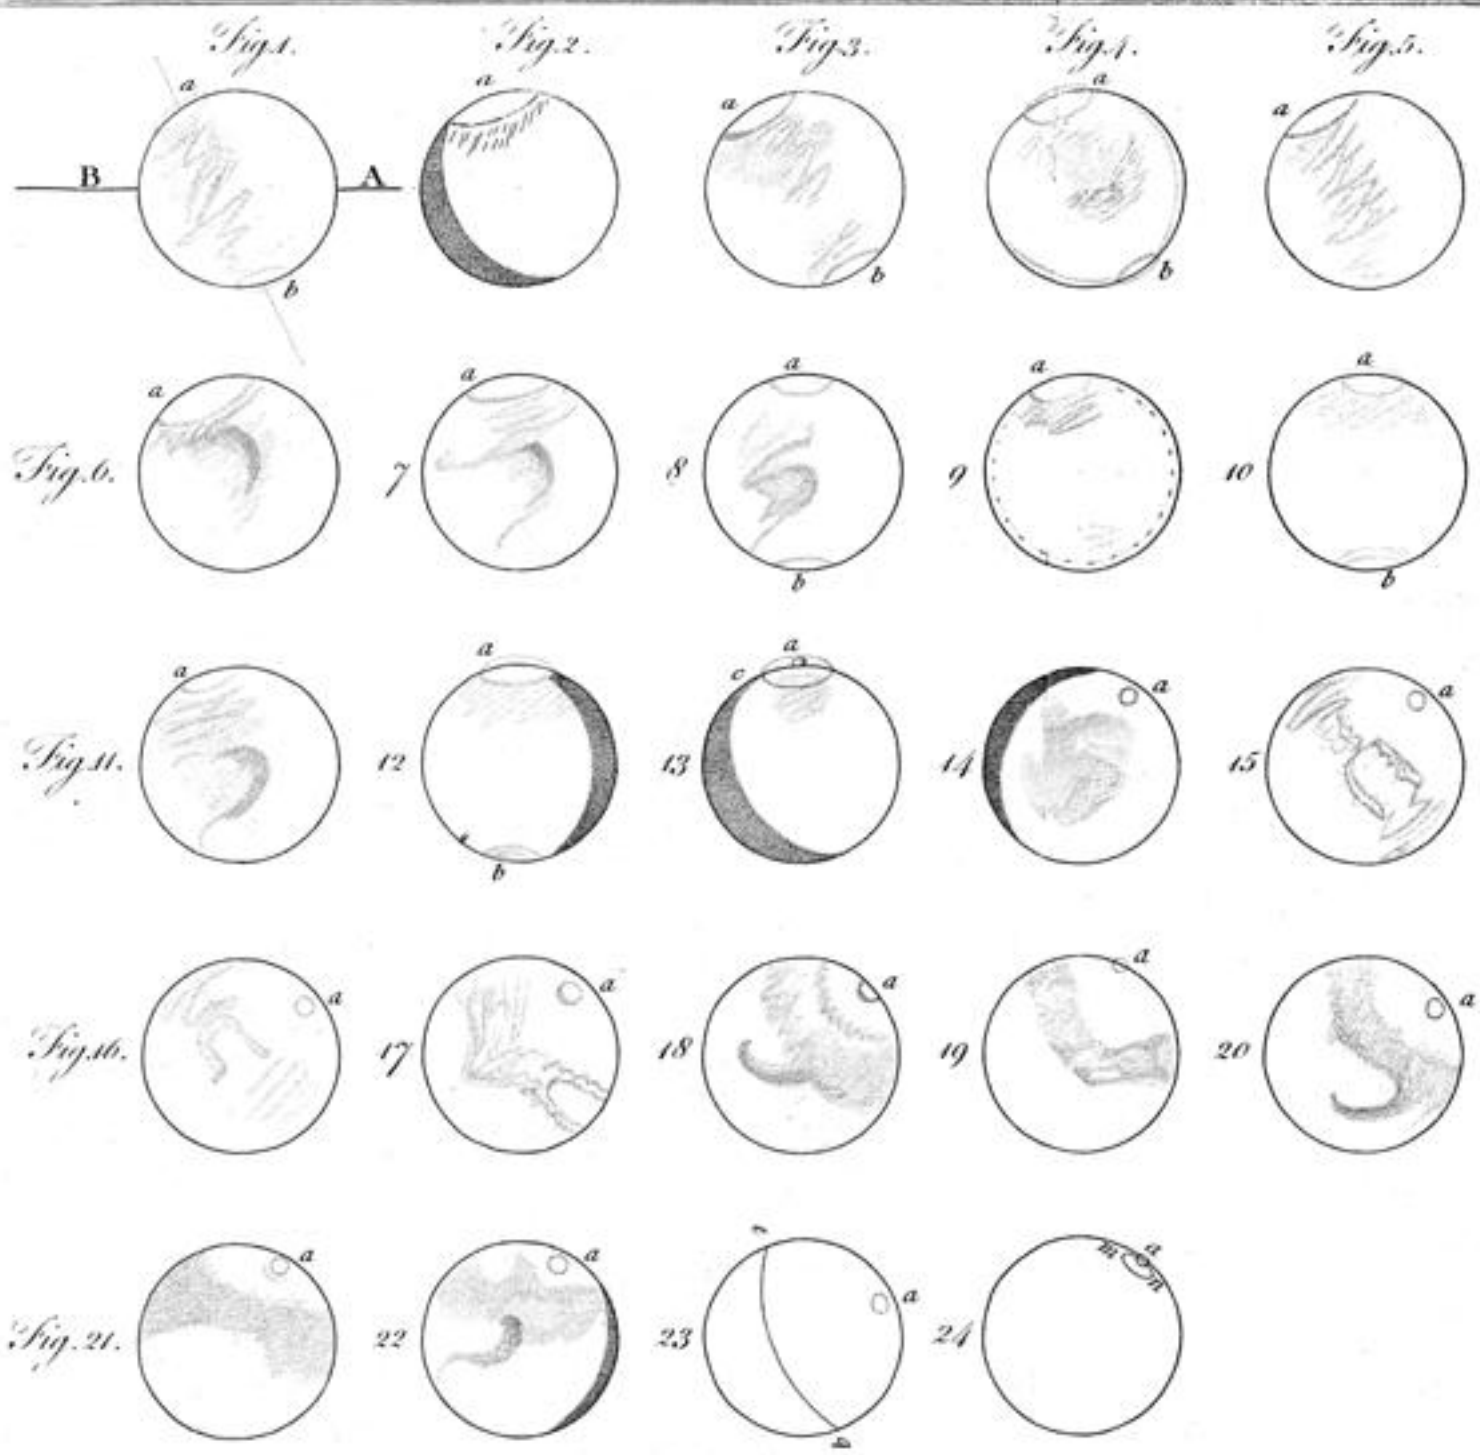 Fig.1. Fig.2. Fig.3. Fig.4. Fig.5.
a a a a a
B A
b b b
Fig.6. a 7 a 8 a 9 a 10 a
b b
Fig.11. a 12 a 13 c a 14 a 15 a
b
Fig.16. a 17 a 18 a 19 a 20 a
Fig.21. a 22 a 23 a 24 m a n
b